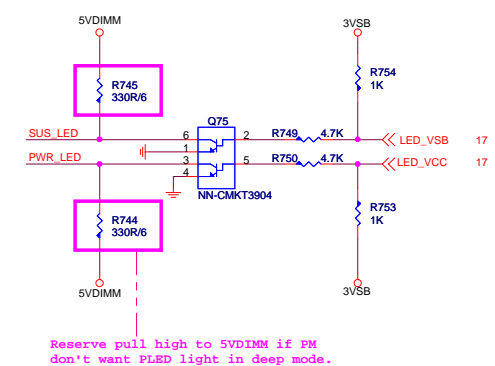 5VDIMM
3VSB
R745
330R/6
R754
1K
Q75
SUS_LED
6
2
R749
4.7K
LED_VSB
17
1
PWR_LED
3
5
R750
4.7K
LED_VCC
17
4
NN-CMKT3904
R744
330R/6
R753
1K
5VDIMM
3VSB
Reserve pull high to 5VDIMM if PM
don't want PLED light in deep mode.